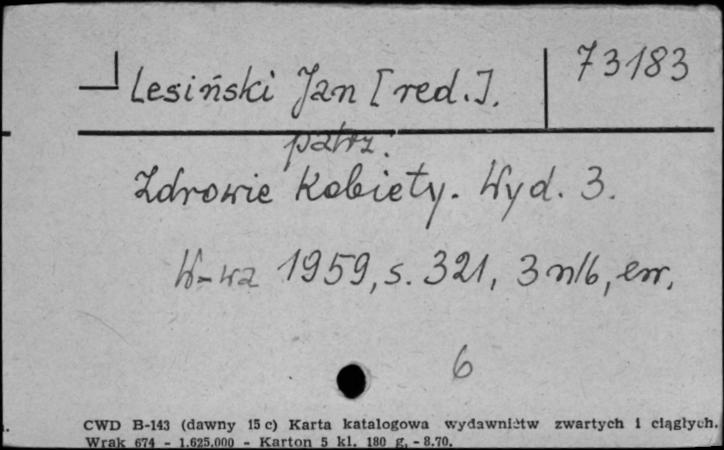 73183
Lesiński Jan [red.].
patrz.
Zdrowie Kobiety. Wyd. 3.
W-wa 1959, s. 321, 3 nlb, err.
6
CWD B-143 (dawny 15 c) Karta katalogowa wydawnictw zwartych i ciągłych.
Wrak 674 - 1.625.000 - Karton 5 kl. 180 g, - 8.70.